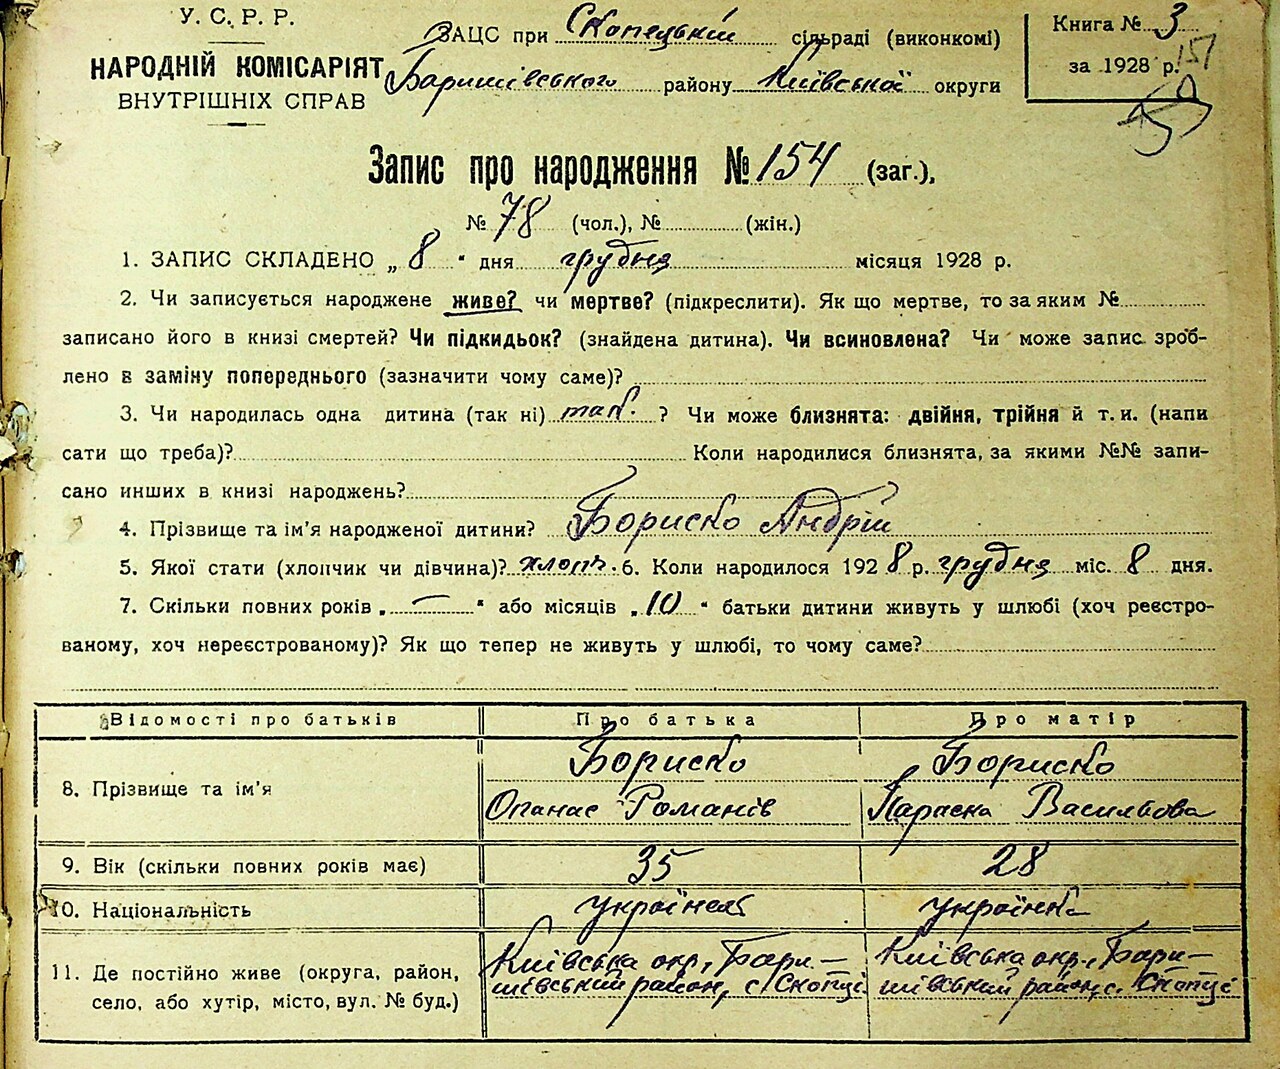 У. С. Р. Р.
НАРОДНІЙ КОМІСАРІЯТ
ВНУТРІШНІХ СПРАВ
ЗАЦС при Скопецькій сільраді (виконкомі)
Баришівського району Київської округи
Книга № 3
за 1928 р.
157
Запис про народження № 154 (заг.),
№ 78 (чол.), № (жін.)
1. ЗАПИС СКЛАДЕНО „ 8 “ дня грудня місяця 1928 р.
2. Чи записується народжене живе? чи мертве? (підкреслити). Як що мертве, то за яким №
записано його в книзі смертей? Чи підкидьок? (знайдена дитина). Чи всиновлена? Чи може запис зроб-
лено в заміну попереднього (зазначити чому саме)?
3. Чи народилась одна дитина (так ні) так. ? Чи може близнята: двійня, трійня й т. и. (напи
сати що треба)? Коли народилися близнята, за якими №№ запи-
сано инших в книзі народжень?
4. Прізвище та ім'я народженої дитини? Бориско Андрій
5. Якої стати (хлопчик чи дівчина)? хлопч. 6. Коли народилося 1928 р. грудня міс. 8 дня.
7. Скільки повних років „ — “ або місяців „ 10 “ батьки дитини живуть у шлюбі (хоч реєстро-
ваному, хоч нереєстрованому)? Як що тепер не живуть у шлюбі, то чому саме?
Відомості про батьків Про батька Про матір
8. Прізвище та ім'я
Бориско
Опанас Романів
Бориско
Параска Васильова
9. Вік (скільки повних років має) 35 28
10. Національність українець українка
11. Де постійно живе (округа, район,
село, або хутір, місто, вул. № буд.)
Київська окр., Бари-
шівський район, с. Скопці
Київська окр., Бари-
шівський район, с. Скопці